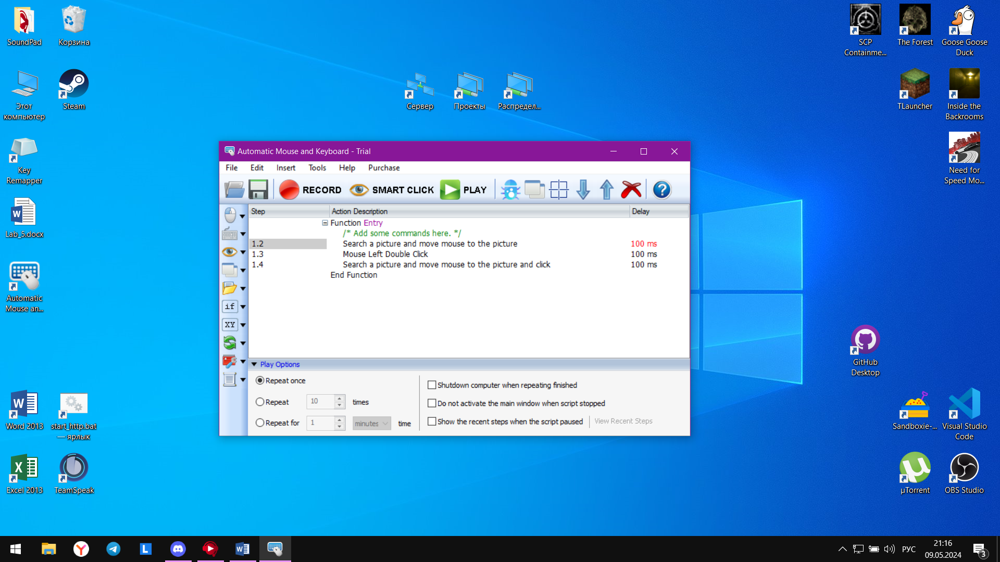 SoundPad
Корзина
SCP
Containme...
The Forest
Goose Goose
Duck
Этот
компьютер
Steam
Сервер
Проекты
Распредел...
TLauncher
Inside the
Backrooms
Key
Remapper
Need for
Speed Mo...
Lab_5.docx
Automatic
Mouse an...
Automatic Mouse and Keyboard - Trial
File Edit Insert Tools Help Purchase
RECORD SMART CLICK PLAY
Step Action Description Delay
Function Entry
/* Add some commands here. */
1.2 Search a picture and move mouse to the picture 100 ms
1.3 Mouse Left Double Click 100 ms
1.4 Search a picture and move mouse to the picture and click 100 ms
End Function
if
XY
Play Options
Repeat once
Repeat 10 times
Repeat for 1 minutes time
Shutdown computer when repeating finished
Do not activate the main window when script stopped
Show the recent steps when the script paused View Recent Steps
GitHub
Desktop
Word 2013
start_http.bat
— ярлык
Sandboxie-...
Visual Studio
Code
Excel 2013
TeamSpeak
µTorrent
OBS Studio
РУС
21:16
09.05.2024
3